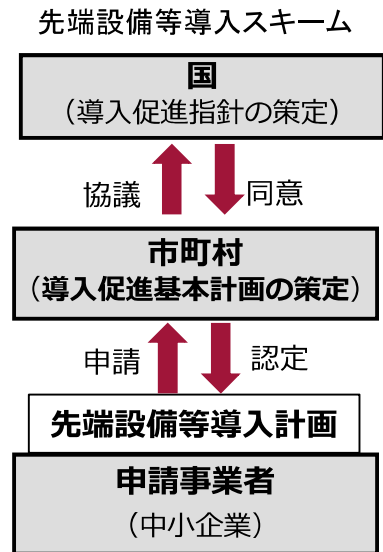 先端設備等導入スキーム
国
（導入促進指針の策定）
協議
同意
市町村
（導入促進基本計画の策定）
申請
認定
先端設備等導入計画
申請事業者
（中小企業）